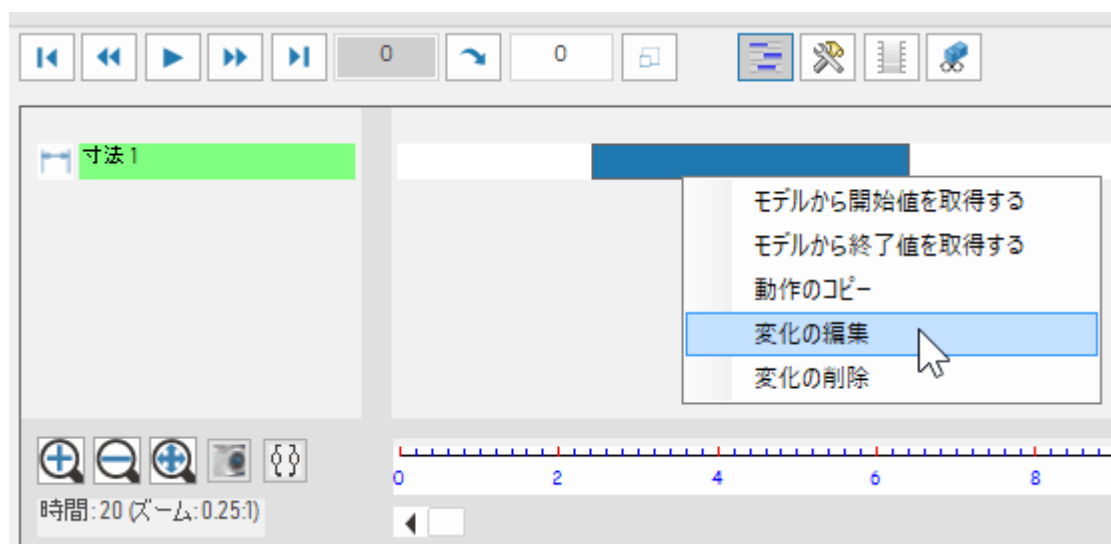 0
0
寸法 1
モデルから開始値を取得する
モデルから終了値を取得する
動作のコピー
変化の編集
変化の削除
0 2 4 6 8
時間: 20 (ズーム: 0.25:1)